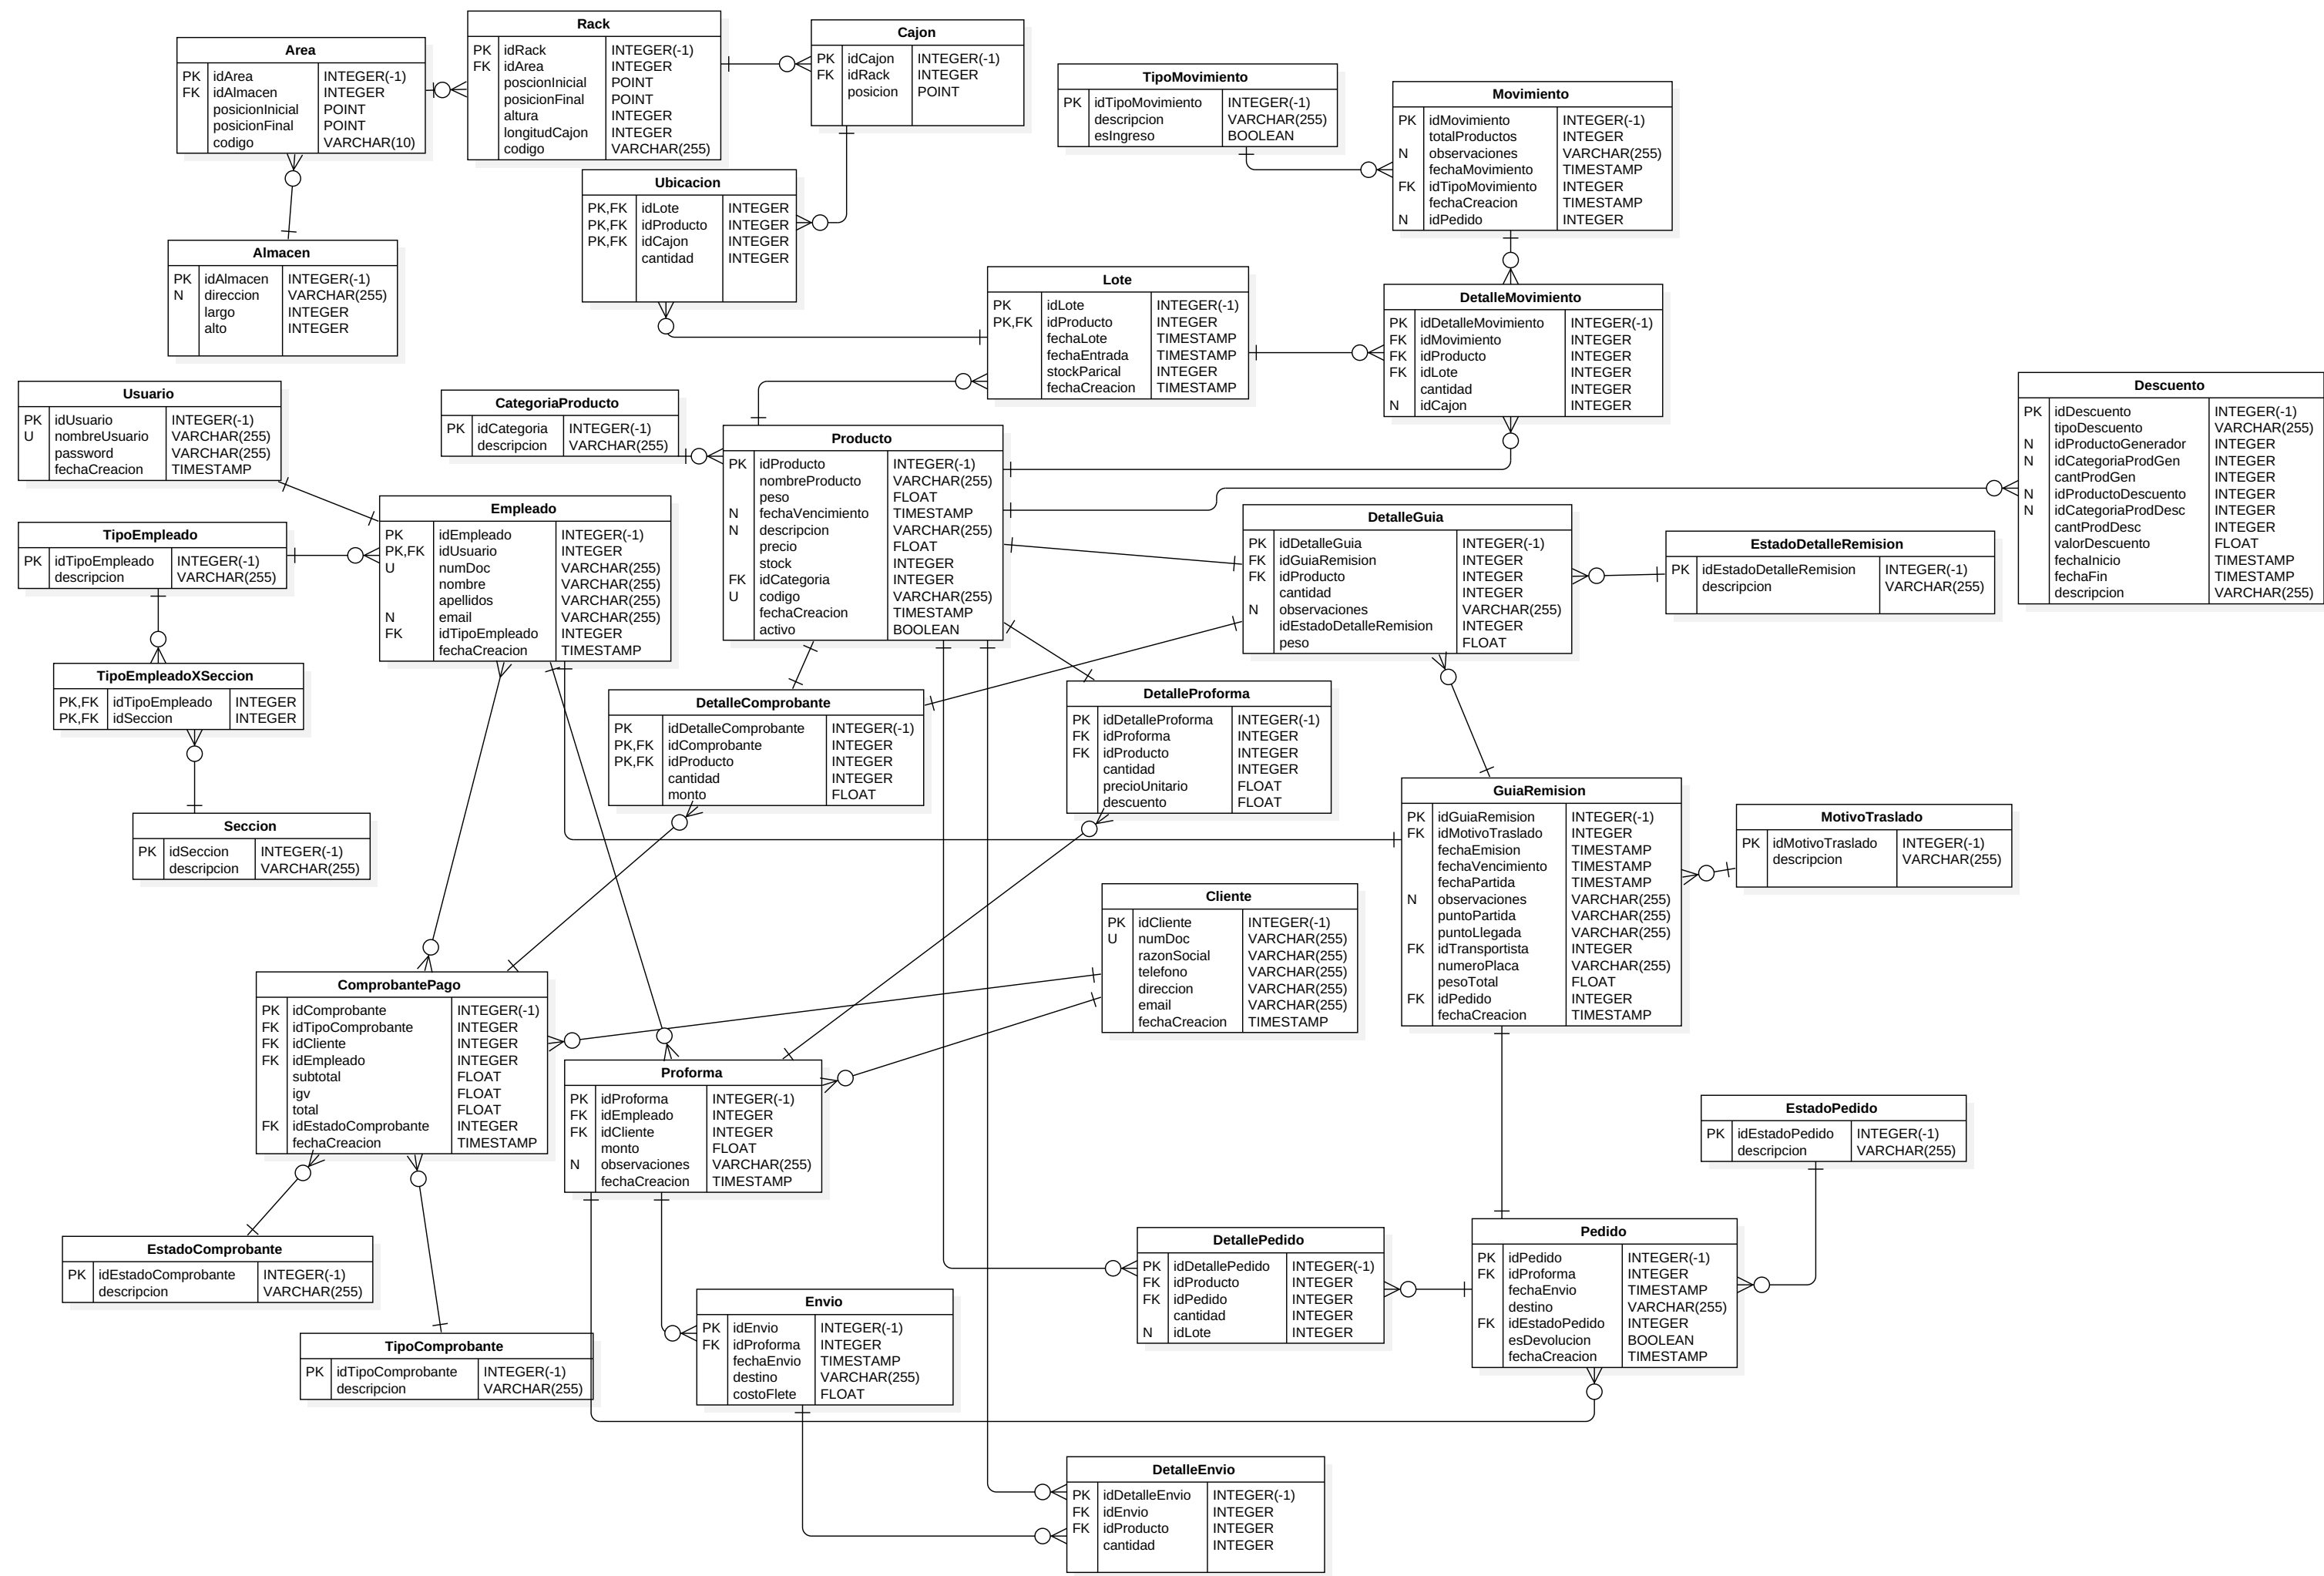 Area
PK idArea INTEGER(-1)
FK idAlmacen INTEGER
posicionInicial POINT
posicionFinal POINT
codigo VARCHAR(10)
Rack
PK idRack INTEGER(-1)
FK idArea INTEGER
poscionInicial POINT
posicionFinal POINT
altura INTEGER
longitudCajon INTEGER
codigo VARCHAR(255)
Cajon
PK idCajon INTEGER(-1)
FK idRack INTEGER
posicion POINT
TipoMovimiento
PK idTipoMovimiento INTEGER(-1)
descripcion VARCHAR(255)
esIngreso BOOLEAN
Movimiento
PK idMovimiento INTEGER(-1)
totalProductos INTEGER
N observaciones VARCHAR(255)
fechaMovimiento TIMESTAMP
FK idTipoMovimiento INTEGER
fechaCreacion TIMESTAMP
N idPedido INTEGER
Ubicacion
PK,FK idLote INTEGER
PK,FK idProducto INTEGER
PK,FK idCajon INTEGER
cantidad INTEGER
Almacen
PK idAlmacen INTEGER(-1)
N direccion VARCHAR(255)
largo INTEGER
alto INTEGER
Lote
PK idLote INTEGER(-1)
PK,FK idProducto INTEGER
fechaLote TIMESTAMP
fechaEntrada TIMESTAMP
stockParical INTEGER
fechaCreacion TIMESTAMP
DetalleMovimiento
PK idDetalleMovimiento INTEGER(-1)
FK idMovimiento INTEGER
FK idProducto INTEGER
FK idLote INTEGER
cantidad INTEGER
N idCajon INTEGER
Usuario
PK idUsuario INTEGER(-1)
U nombreUsuario VARCHAR(255)
password VARCHAR(255)
fechaCreacion TIMESTAMP
CategoriaProducto
PK idCategoria INTEGER(-1)
descripcion VARCHAR(255)
Descuento
PK idDescuento INTEGER(-1)
tipoDescuento VARCHAR(255)
N idProductoGenerador INTEGER
N idCategoriaProdGen INTEGER
cantProdGen INTEGER
N idProductoDescuento INTEGER
N idCategoriaProdDesc INTEGER
cantProdDesc INTEGER
valorDescuento FLOAT
fechaInicio TIMESTAMP
fechaFin TIMESTAMP
descripcion VARCHAR(255)
Producto
PK idProducto INTEGER(-1)
nombreProducto VARCHAR(255)
peso FLOAT
N fechaVencimiento TIMESTAMP
N descripcion VARCHAR(255)
precio FLOAT
stock INTEGER
FK idCategoria INTEGER
U codigo VARCHAR(255)
fechaCreacion TIMESTAMP
activo BOOLEAN
Empleado
PK idEmpleado INTEGER(-1)
PK,FK idUsuario INTEGER
U numDoc VARCHAR(255)
nombre VARCHAR(255)
apellidos VARCHAR(255)
N email VARCHAR(255)
FK idTipoEmpleado INTEGER
fechaCreacion TIMESTAMP
TipoEmpleado
PK idTipoEmpleado INTEGER(-1)
descripcion VARCHAR(255)
DetalleGuia
PK idDetalleGuia INTEGER(-1)
FK idGuiaRemision INTEGER
FK idProducto INTEGER
cantidad INTEGER
N observaciones VARCHAR(255)
idEstadoDetalleRemision INTEGER
peso FLOAT
EstadoDetalleRemision
PK idEstadoDetalleRemision INTEGER(-1)
descripcion VARCHAR(255)
TipoEmpleadoXSeccion
PK,FK idTipoEmpleado INTEGER
PK,FK idSeccion INTEGER
DetalleComprobante
PK idDetalleComprobante INTEGER(-1)
PK,FK idComprobante INTEGER
PK,FK idProducto INTEGER
cantidad INTEGER
monto FLOAT
DetalleProforma
PK idDetalleProforma INTEGER(-1)
FK idProforma INTEGER
FK idProducto INTEGER
cantidad INTEGER
precioUnitario FLOAT
descuento FLOAT
Seccion
PK idSeccion INTEGER(-1)
descripcion VARCHAR(255)
GuiaRemision
PK idGuiaRemision INTEGER(-1)
FK idMotivoTraslado INTEGER
fechaEmision TIMESTAMP
fechaVencimiento TIMESTAMP
fechaPartida TIMESTAMP
N observaciones VARCHAR(255)
puntoPartida VARCHAR(255)
puntoLlegada VARCHAR(255)
FK idTransportista INTEGER
numeroPlaca VARCHAR(255)
pesoTotal FLOAT
FK idPedido INTEGER
fechaCreacion TIMESTAMP
MotivoTraslado
PK idMotivoTraslado INTEGER(-1)
descripcion VARCHAR(255)
Cliente
PK idCliente INTEGER(-1)
U numDoc VARCHAR(255)
razonSocial VARCHAR(255)
telefono VARCHAR(255)
direccion VARCHAR(255)
email VARCHAR(255)
fechaCreacion TIMESTAMP
ComprobantePago
PK idComprobante INTEGER(-1)
FK idTipoComprobante INTEGER
FK idCliente INTEGER
FK idEmpleado INTEGER
subtotal FLOAT
igv FLOAT
total FLOAT
FK idEstadoComprobante INTEGER
fechaCreacion TIMESTAMP
Proforma
PK idProforma INTEGER(-1)
FK idEmpleado INTEGER
FK idCliente INTEGER
monto FLOAT
N observaciones VARCHAR(255)
fechaCreacion TIMESTAMP
EstadoPedido
PK idEstadoPedido INTEGER(-1)
descripcion VARCHAR(255)
EstadoComprobante
PK idEstadoComprobante INTEGER(-1)
descripcion VARCHAR(255)
DetallePedido
PK idDetallePedido INTEGER(-1)
FK idProducto INTEGER
FK idPedido INTEGER
cantidad INTEGER
N idLote INTEGER
Pedido
PK idPedido INTEGER(-1)
FK idProforma INTEGER
fechaEnvio TIMESTAMP
destino VARCHAR(255)
FK idEstadoPedido INTEGER
esDevolucion BOOLEAN
fechaCreacion TIMESTAMP
Envio
PK idEnvio INTEGER(-1)
FK idProforma INTEGER
fechaEnvio TIMESTAMP
destino VARCHAR(255)
costoFlete FLOAT
TipoComprobante
PK idTipoComprobante INTEGER(-1)
descripcion VARCHAR(255)
DetalleEnvio
PK idDetalleEnvio INTEGER(-1)
FK idEnvio INTEGER
FK idProducto INTEGER
cantidad INTEGER